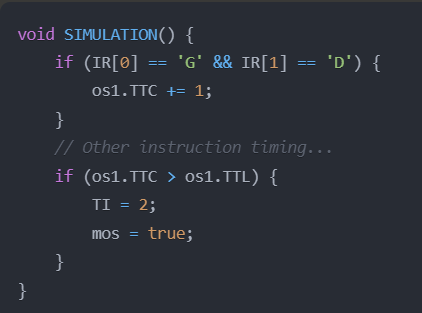 void SIMULATION() {
    if (IR[0] == 'G' && IR[1] == 'D') {
        os1.TTC += 1;
    }
    // Other instruction timing...
    if (os1.TTC > os1.TTL) {
        TI = 2;
        mos = true;
    }
}